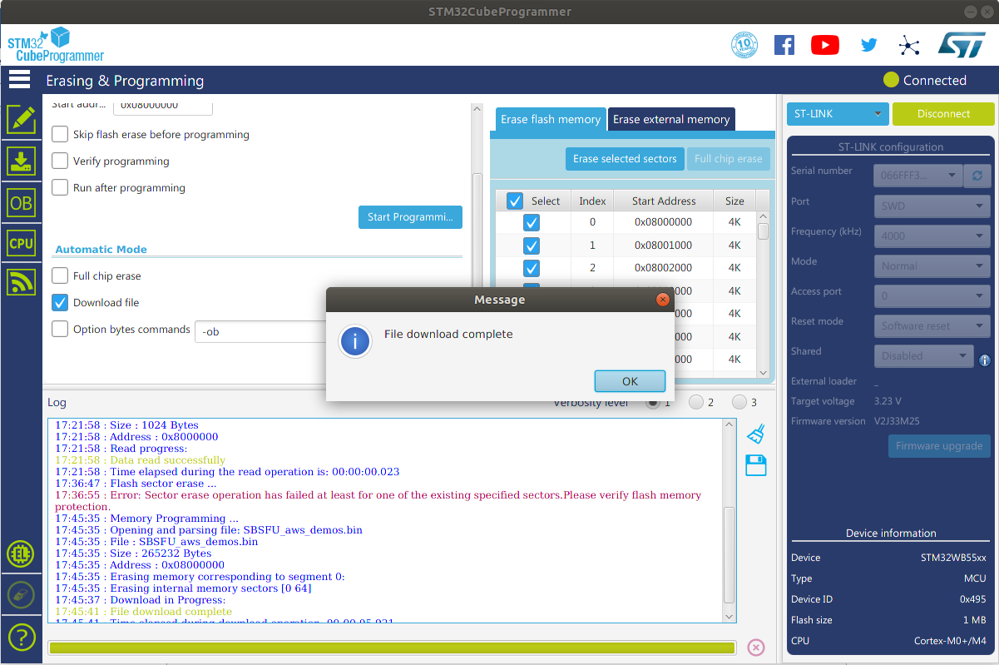 STM32CubeProgrammer
STM32
CubeProgrammer
10
Erasing & Programming
Connected
Start addr... 0x08000000
Skip flash erase before programming
Verify programming
Run after programming
Start Programmi...
Automatic Mode
Full chip erase
Download file
Option bytes commands -ob
Erase flash memory Erase external memory
Erase selected sectors Full chip erase
Select Index Start Address Size
0 0x08000000 4K
1 0x08001000 4K
2 0x08002000 4K
000 4K
000 4K
000 4K
000 4K
Message
File download complete
OK
ST-LINK Disconnect
ST-LINK configuration
Serial number 066FFF3...
Port SWD
Frequency (kHz) 4000
Mode Normal
Access port 0
Reset mode Software reset
Shared Disabled
External loader _
Target voltage 3.23 V
Firmware version V2J33M25
Firmware upgrade
Device information
Device STM32WB55xx
Type MCU
Device ID 0x495
Flash size 1 MB
CPU Cortex-M0+/M4
OB
CPU
Log
Verbosity level 1 2 3
17:21:58 : Size : 1024 Bytes
17:21:58 : Address : 0x8000000
17:21:58 : Read progress:
17:21:58 : Data read successfully
17:21:58 : Time elapsed during the read operation is: 00:00:00.023
17:36:47 : Flash sector erase ...
17:36:55 : Error: Sector erase operation has failed at least for one of the existing specified sectors.Please verify flash memory
protection.
17:45:35 : Memory Programming ...
17:45:35 : Opening and parsing file: SBSFU_aws_demos.bin
17:45:35 : File : SBSFU_aws_demos.bin
17:45:35 : Size : 265232 Bytes
17:45:35 : Address : 0x08000000
17:45:35 : Erasing memory corresponding to segment 0:
17:45:35 : Erasing internal memory sectors [0 64]
17:45:37 : Download in Progress:
17:45:41 : File download complete
17:45:41 : Time elapsed during download operation: 00:00:05.921